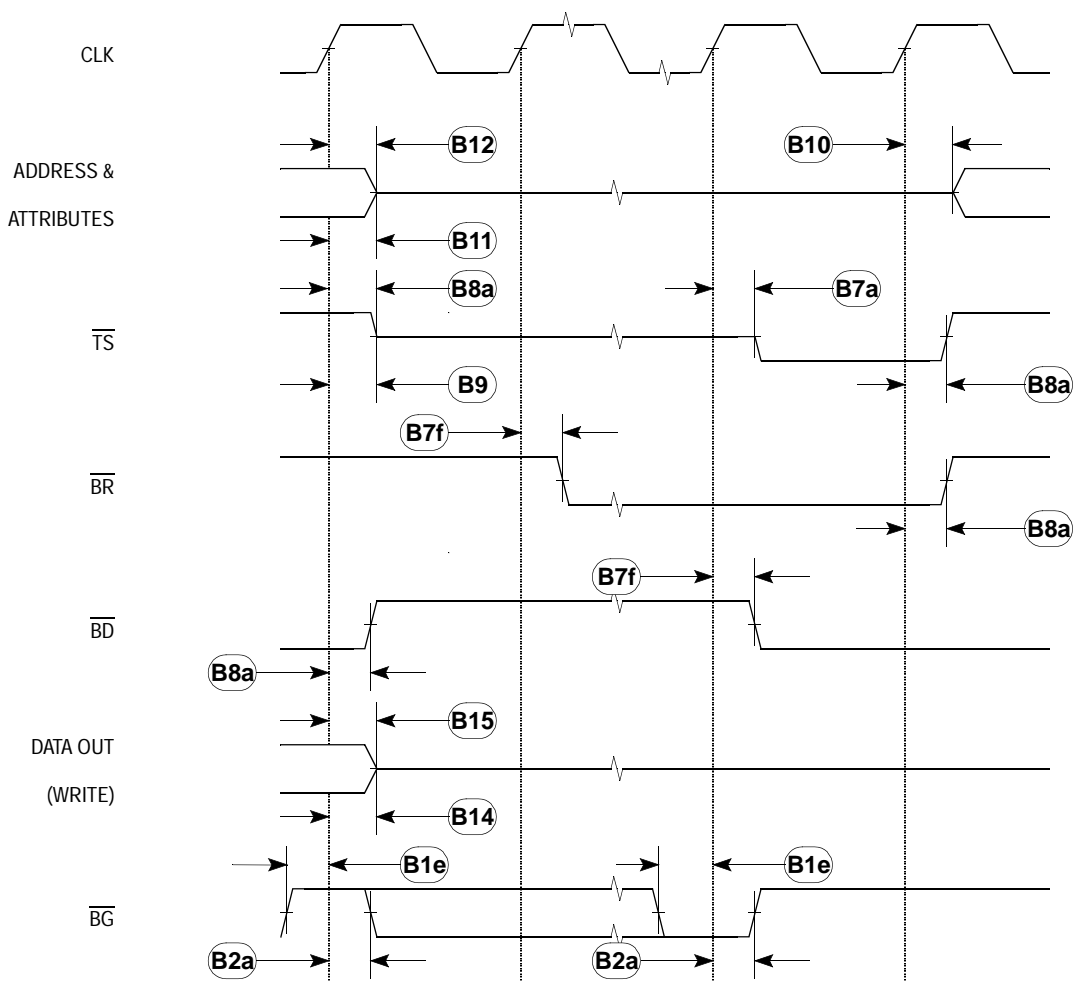 CLK
B12
B10
ADDRESS &
ATTRIBUTES
B11
B8a
B7a
TS
B9
B8a
B7f
BR
B8a
B7f
BD
B8a
B15
DATA OUT
(WRITE)
B14
B1e
B1e
BG
B2a
B2a